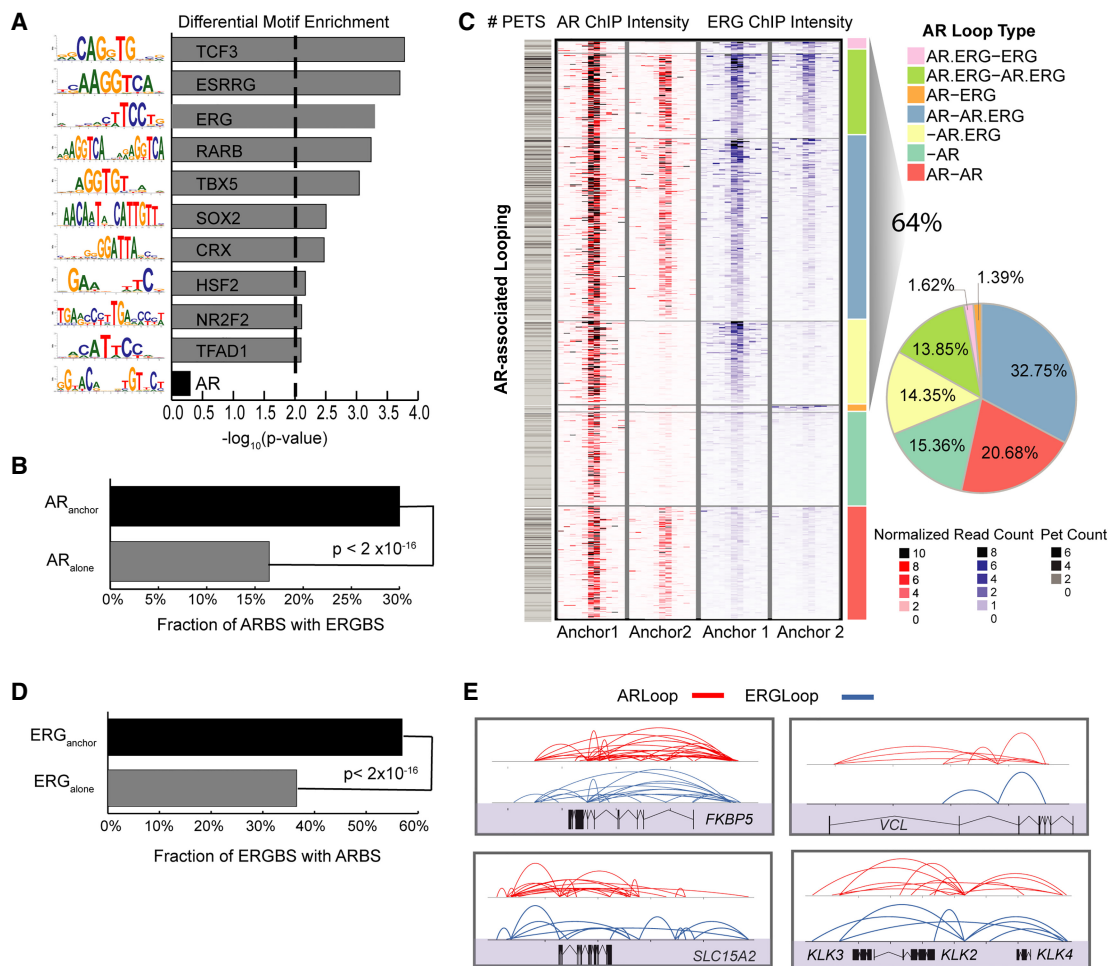 A
Differential Motif Enrichment
TCF3
ESRRG
ERG
RARB
TBX5
SOX2
CRX
HSF2
NR2F2
TFAD1
AR
0.0 0.5 1.0 1.5 2.0 2.5 3.0 3.5 4.0
-log10(p-value)
B
ARanchor
ARalone
p < 2 x10-16
0% 5% 10% 15% 20% 25% 30%
Fraction of ARBS with ERGBS
C
# PETS AR ChIP Intensity ERG ChIP Intensity
AR-associated Looping
Anchor1 Anchor2 Anchor 1 Anchor 2
AR Loop Type
AR.ERG-ERG
AR.ERG-AR.ERG
AR-ERG
AR-AR.ERG
-AR.ERG
-AR
AR-AR
64%
1.62% 1.39%
13.85%
32.75%
14.35%
15.36%
20.68%
Normalized Read Count Pet Count
10 8 6
8 6 4
6 4 2
4 2 0
2 1
0 0
D
ERGanchor
ERGalone
p< 2x10-16
0% 10% 20% 30% 40% 50% 60%
Fraction of ERGBS with ARBS
E
ARLoop ERGLoop
FKBP5
VCL
SLC15A2
KLK3 KLK2 KLK4